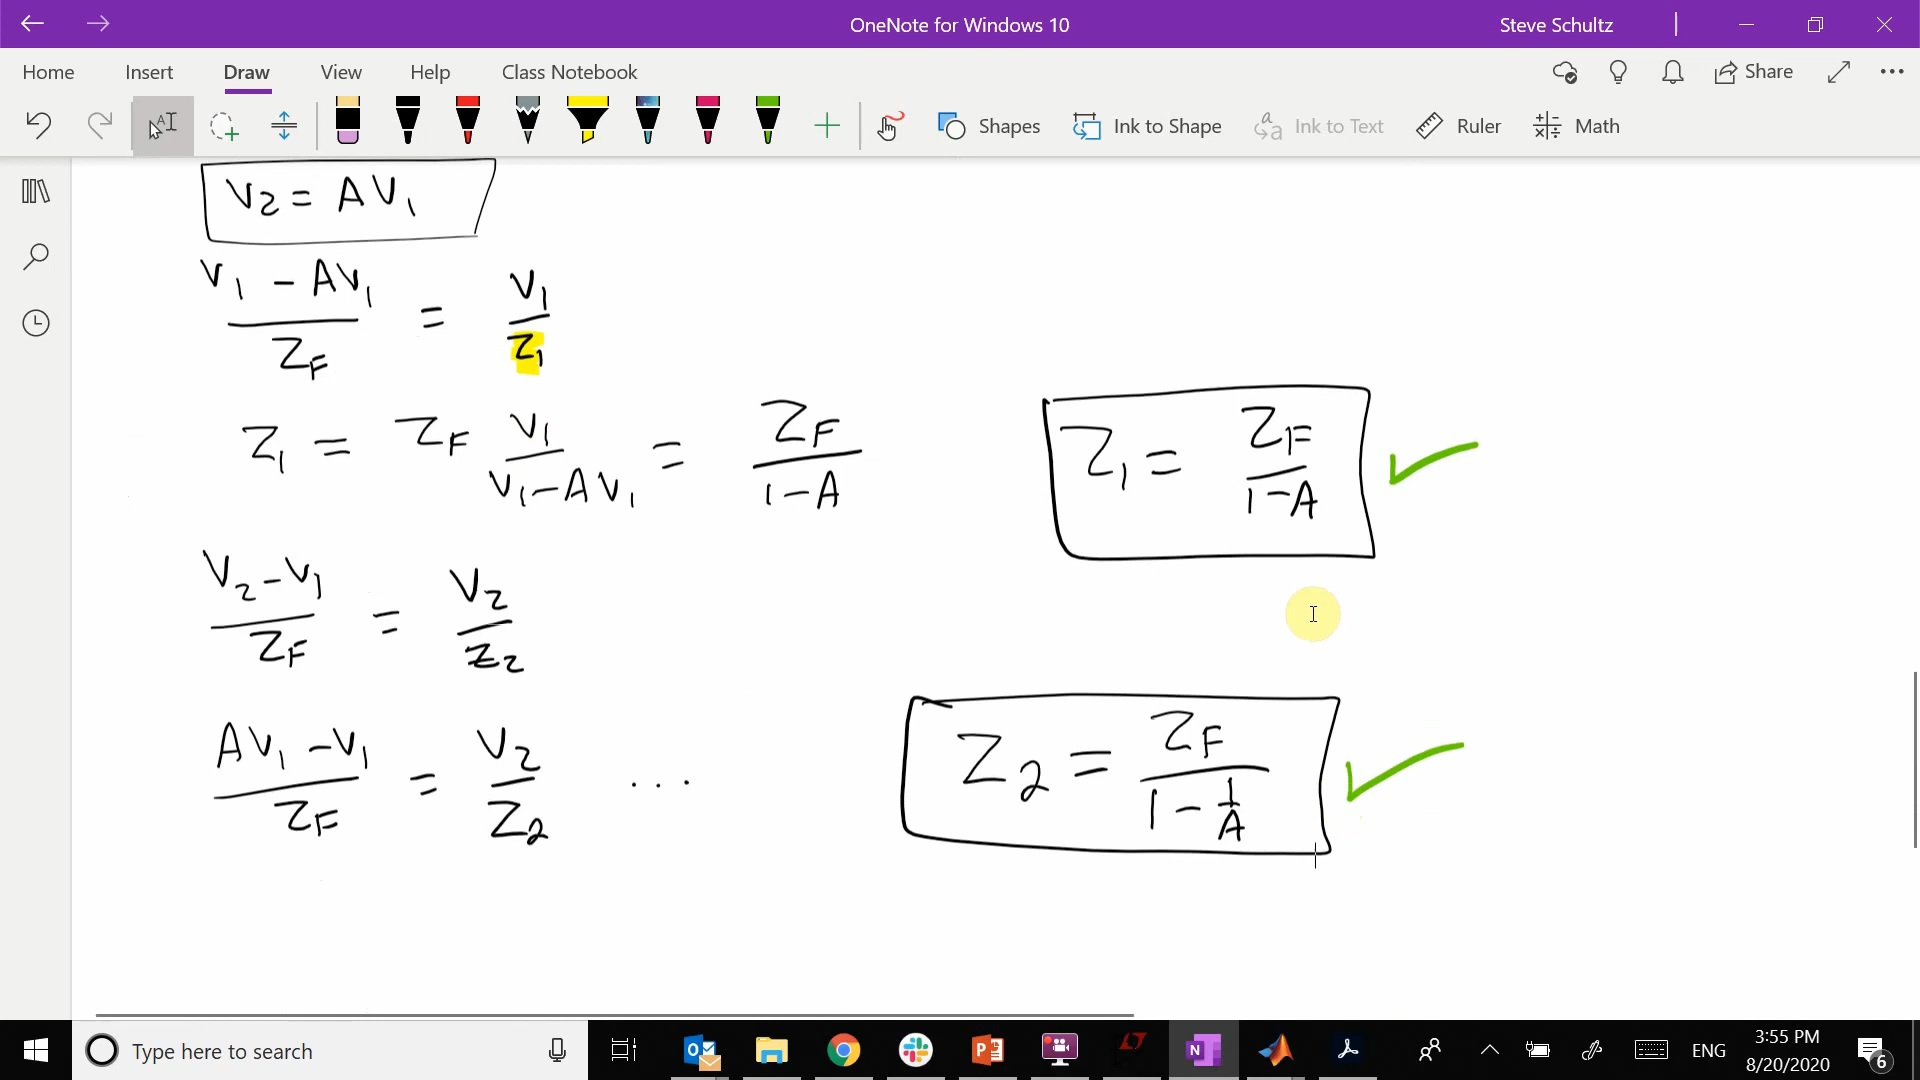 OneNote for Windows 10
Steve Schultz
Home Insert Draw View Help Class Notebook
Share
Shapes Ink to Shape Ink to Text Ruler Math
V2 = AV1
V1 - AV1 / ZF = V1 / Z1
Z1 = ZF V1 / V1 - AV1 = ZF / 1 - A
Z1 = ZF / 1 - A
V2 - V1 / ZF = V2 / Z2
AV1 - V1 / ZF = V2 / Z2 ...
Z2 = ZF / 1 - 1/A
Type here to search
ENG
3:55 PM
8/20/2020
6